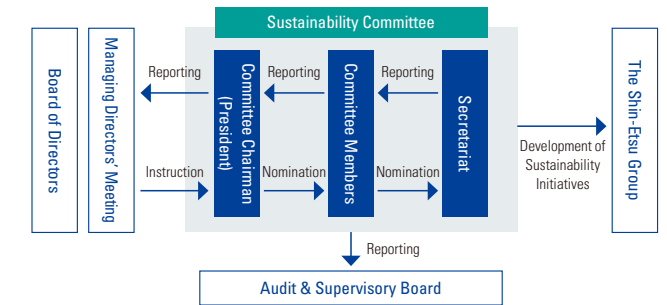 Sustainability Committee
Board of Directors
Managing Directors' Meeting
Reporting
Instruction
Committee Chairman
(President)
Reporting
Nomination
Committee Members
Reporting
Nomination
Secretariat
Development of
Sustainability
Initiatives
The Shin-Etsu Group
Reporting
Audit & Supervisory Board